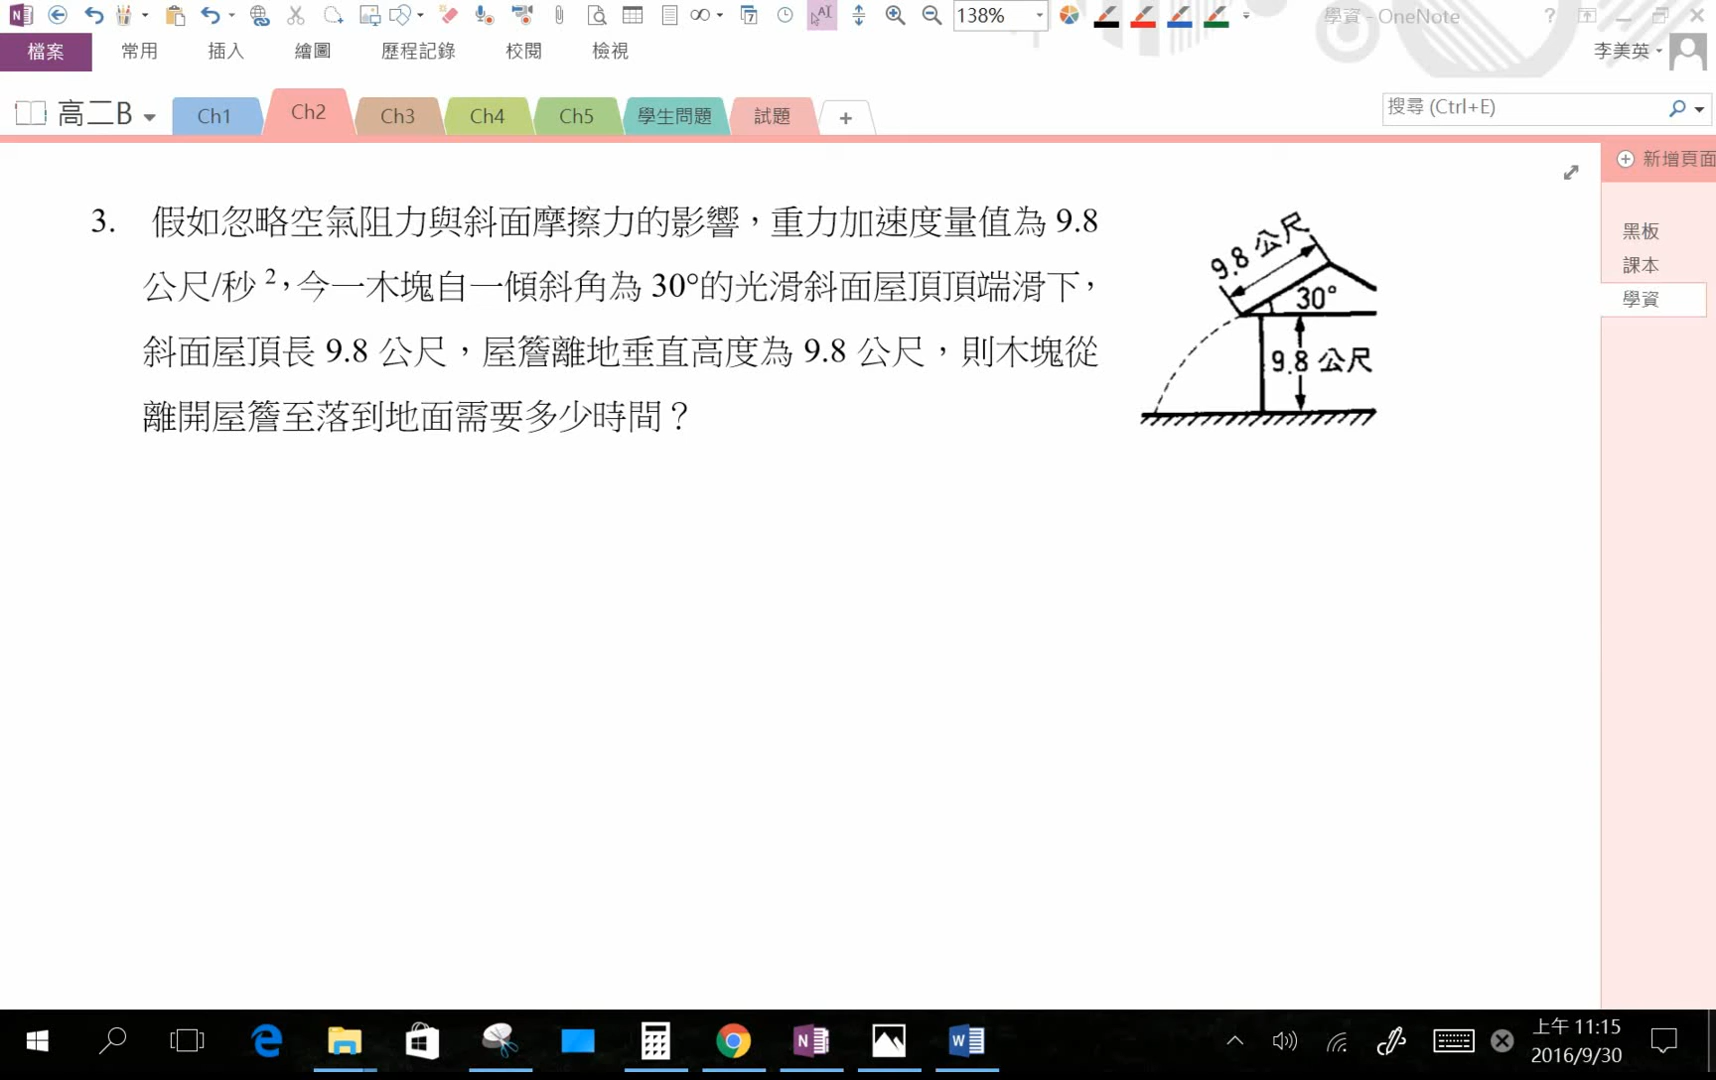 138%
學資 - OneNote
檔案
常用
插入
繪圖
歷程記錄
校閱
檢視
李美英
高二B
Ch1
Ch2
Ch3
Ch4
Ch5
學生問題
試題
搜尋 (Ctrl+E)
新增頁面
黑板
課本
學資
3. 假如忽略空氣阻力與斜面摩擦力的影響，重力加速度量值為 9.8
公尺/秒²，今一木塊自一傾斜角為 30°的光滑斜面屋頂頂端滑下，
斜面屋頂長 9.8 公尺，屋簷離地垂直高度為 9.8 公尺，則木塊從
離開屋簷至落到地面需要多少時間？
9.8 公尺
30°
9.8 公尺
上午 11:15
2016/9/30